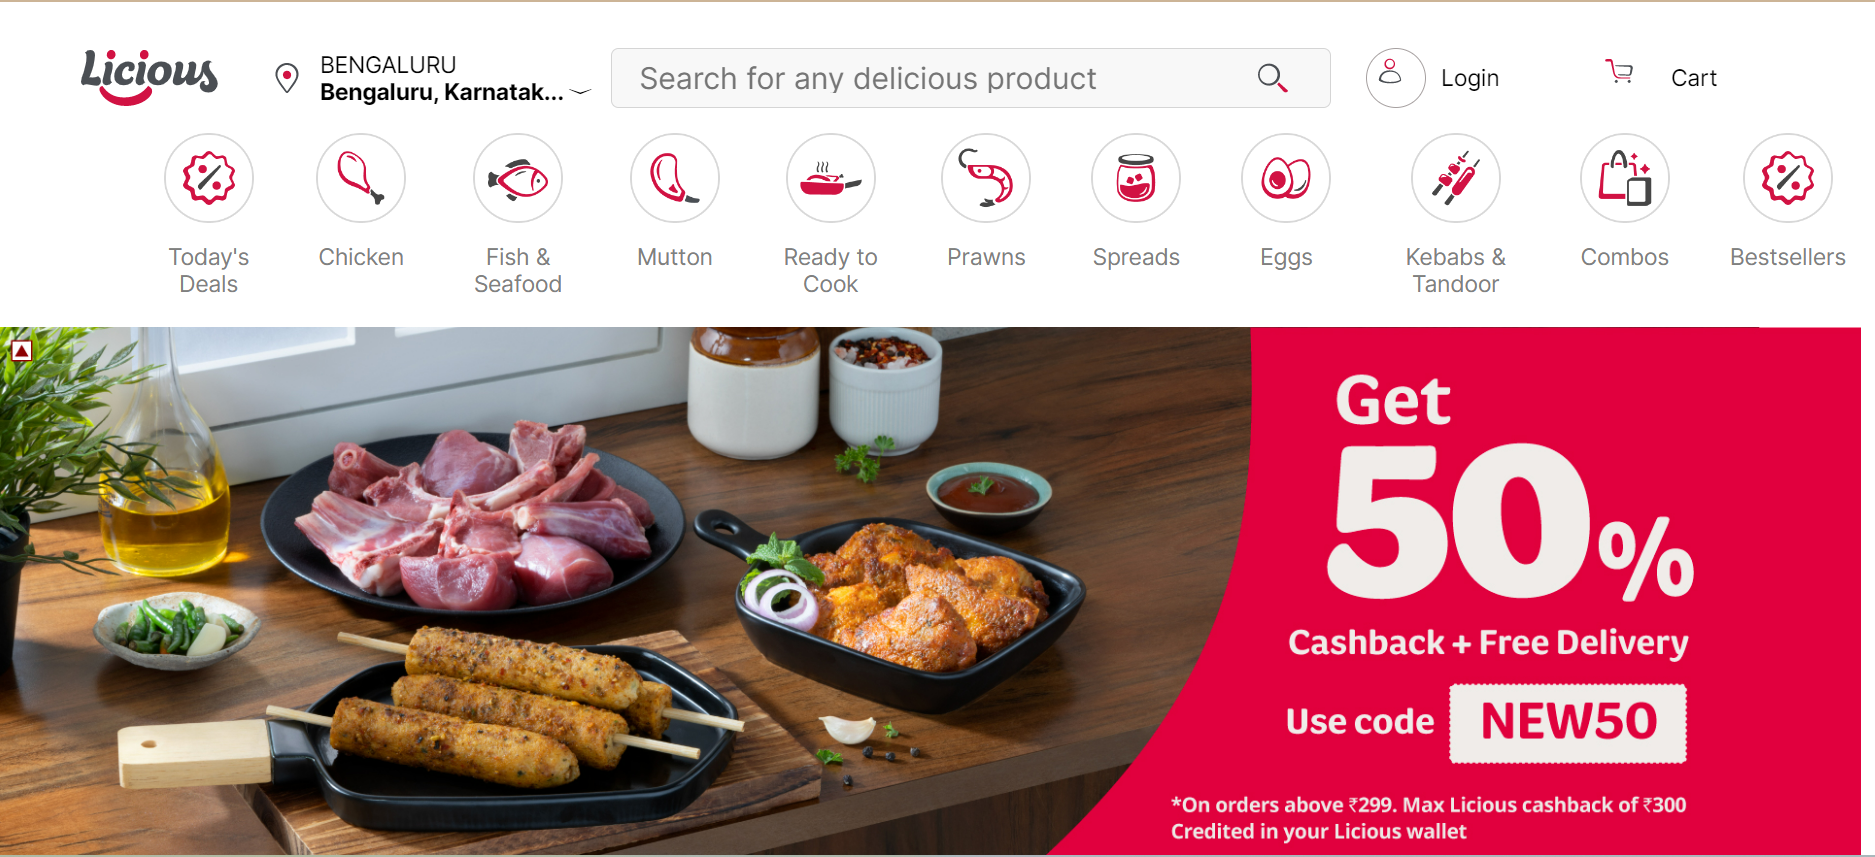 Licious
BENGALURU
Bengaluru, Karnatak...
Search for any delicious product
Login
Cart
Today's
Deals
Chicken
Fish &
Seafood
Mutton
Ready to
Cook
Prawns
Spreads
Eggs
Kebabs &
Tandoor
Combos
Bestsellers
Get
50%
Cashback + Free Delivery
Use code NEW50
*On orders above ₹299. Max Licious cashback of ₹300
Credited in your Licious wallet